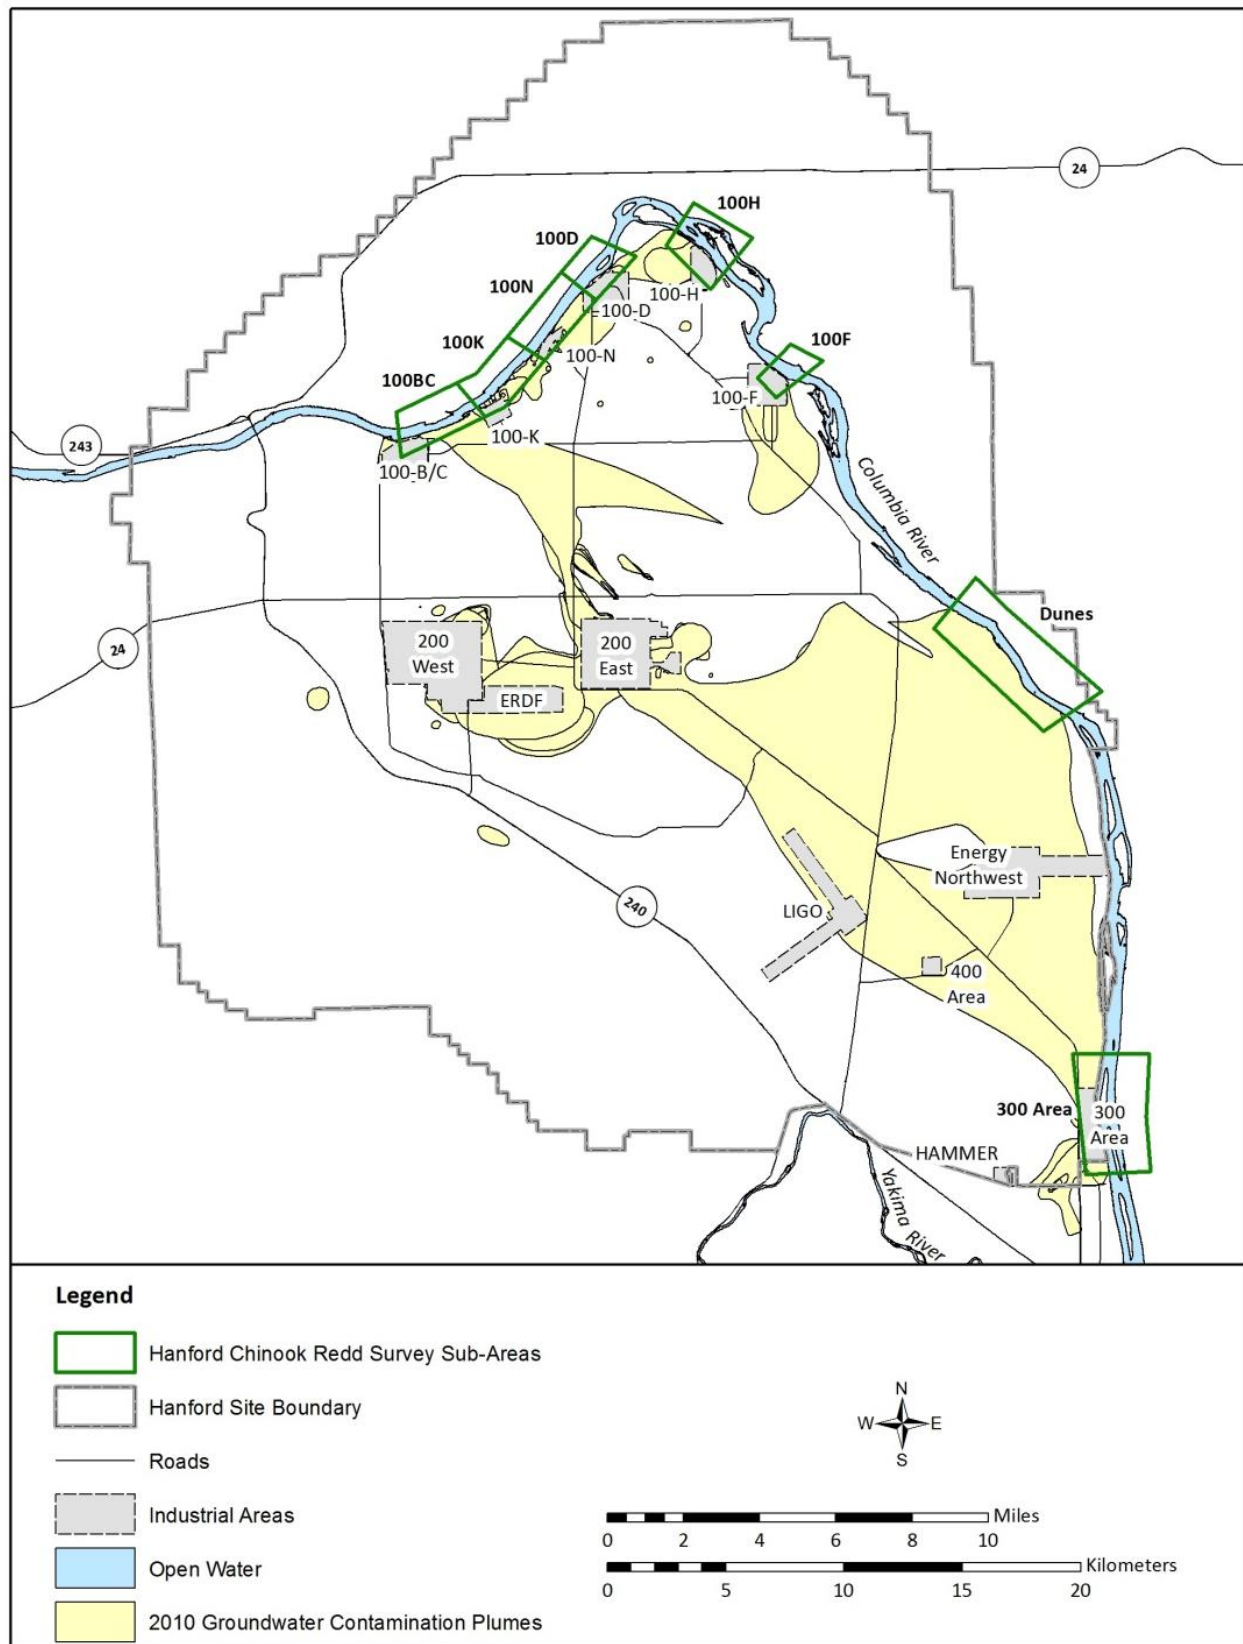 24
100H
100D
100N
100-H
100-D
100K
100F
100-N
100BC
100-F
243
100-K
100-B/C
Columbia River
Dunes
24
200
West
200
East
ERDF
Energy
Northwest
240
LIGO
400
Area
300 Area
300
Area
HAMMER
Yakima River
Legend
Hanford Chinook Redd Survey Sub-Areas
Hanford Site Boundary
Roads
Industrial Areas
Open Water
2010 Groundwater Contamination Plumes
N
W E
S
Miles
0 2 4 6 8 10
Kilometers
0 5 10 15 20